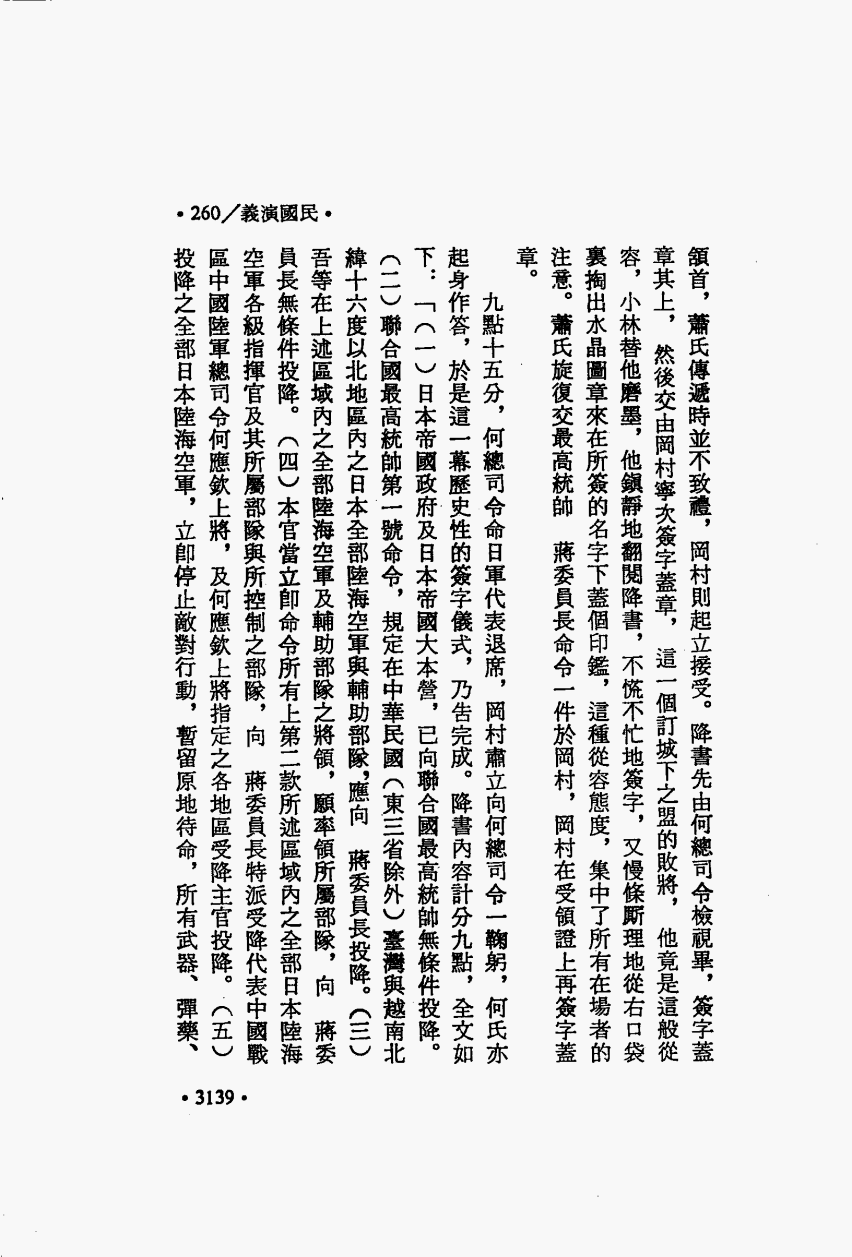 •260／義演國民•
頷首，蕭氏傳遞時並不致禮，岡村則起立接受。降書先由何總司令檢視畢，簽字蓋
章其上，然後交由岡村寧次簽字蓋章，這一個訂城下之盟的敗將，他竟是這般從
容，小林替他磨墨，他鎮靜地翻閱降書，不慌不忙地簽字，又慢條厮理地從右口袋
裏掏出水晶圖章來在所簽的名字下蓋個印鑑，這種從容態度，集中了所有在場者的
注意。蕭氏旋復交最高統帥　蔣委員長命令一件於岡村，岡村在受領證上再簽字蓋
章。
九點十五分，何總司令命日軍代表退席，岡村肅立向何總司令一鞠躬，何氏亦
起身作答，於是這一幕歷史性的簽字儀式，乃告完成。降書內容計分九點，全文如
下：「（一）日本帝國政府及日本帝國大本營，已向聯合國最高統帥無條件投降。
（二）聯合國最高統帥第一號命令，規定在中華民國（東三省除外）臺灣與越南北
緯十六度以北地區內之日本全部陸海空軍與輔助部隊，應向　蔣委員長投降。（三）
吾等在上述區域內之全部陸海空軍及輔助部隊之將領，願率領所屬部隊，向　蔣委
員長無條件投降。（四）本官當立卽命令所有上第二款所述區域內之全部日本陸海
空軍各級指揮官及其所屬部隊與所控制之部隊，向　蔣委員長特派受降代表中國戰
區中國陸軍總司令何應欽上將，及何應欽上將指定之各地區受降主官投降。（五）
投降之全部日本陸海空軍，立卽停止敵對行動，暫留原地待命，所有武器、彈藥、
•3139•